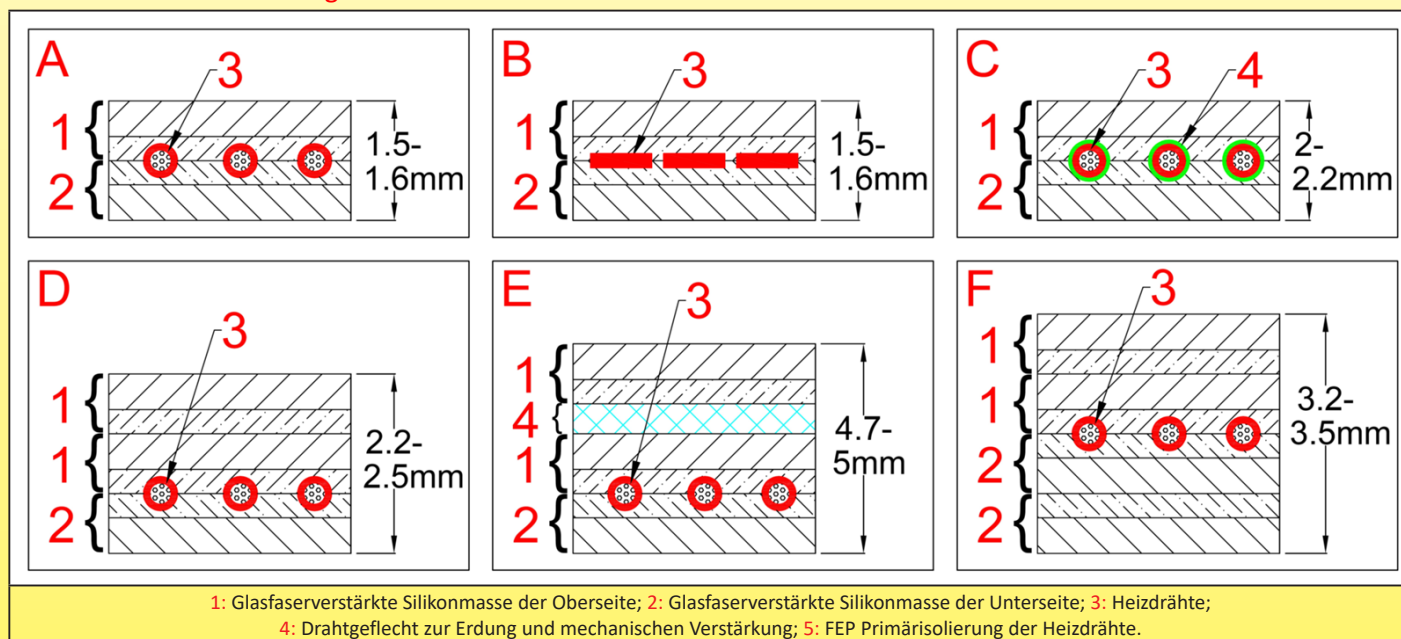 A
3
1
2
1.5-
1.6mm
B
3
1
2
1.5-
1.6mm
C
3
4
1
2
2-
2.2mm
D
3
1
1
2
2.2-
2.5mm
E
3
1
4
1
2
4.7-
5mm
F
3
1
1
2
2
3.2-
3.5mm
1: Glasfaserverstärkte Silikonmasse der Oberseite; 2: Glasfaserverstärkte Silikonmasse der Unterseite; 3: Heizdrähte;
4: Drahtgeflecht zur Erdung und mechanischen Verstärkung; 5: FEP Primärisolierung der Heizdrähte.